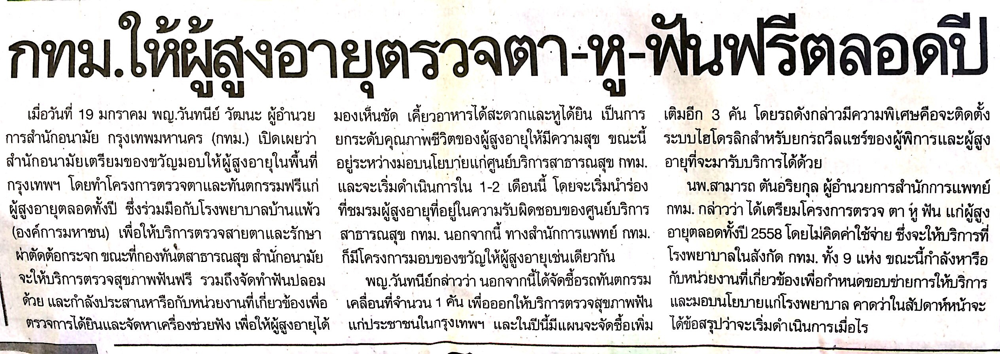 กทม.ให้ผู้สูงอายุตรวจตา-หู-ฟันฟรีตลอดปี
เมื่อวันที่ 19 มกราคม พญ.วันทนีย์ วัฒนะ ผู้อำนวย
การสำนักอนามัย กรุงเทพมหานคร (กทม.) เปิดเผยว่า
สำนักอนามัยเตรียมของขวัญมอบให้ผู้สูงอายุในพื้นที่
กรุงเทพฯ โดยทำโครงการตรวจตาและทันตกรรมฟรีแก่
ผู้สูงอายุตลอดทั้งปี ซึ่งร่วมมือกับโรงพยาบาลบ้านแพ้ว
(องค์การมหาชน) เพื่อให้บริการตรวจสายตาและรักษา
ผ่าตัดต้อกระจก ขณะที่กองทันตสาธารณสุข สำนักอนามัย
จะให้บริการตรวจสุขภาพฟันฟรี รวมถึงจัดทำฟันปลอม
ด้วย และกำลังประสานหารือกับหน่วยงานที่เกี่ยวข้องเพื่อ
ตรวจการได้ยินและจัดหาเครื่องช่วยฟัง เพื่อให้ผู้สูงอายุได้
มองเห็นชัด เคี้ยวอาหารได้สะดวกและหูได้ยิน เป็นการ
ยกระดับคุณภาพชีวิตของผู้สูงอายุให้มีความสุข ขณะนี้
อยู่ระหว่างมอบนโยบายแก่ศูนย์บริการสาธารณสุข กทม.
และจะเริ่มดำเนินการใน 1-2 เดือนนี้ โดยจะเริ่มนำร่อง
ที่ชมรมผู้สูงอายุที่อยู่ในความรับผิดชอบของศูนย์บริการ
สาธารณสุข กทม. นอกจากนี้ ทางสำนักการแพทย์ กทม.
ก็มีโครงการมอบของขวัญให้ผู้สูงอายุเช่นเดียวกัน
พญ.วันทนีย์กล่าวว่า นอกจากนี้ได้จัดซื้อรถทันตกรรม
เคลื่อนที่จำนวน 1 คัน เพื่อออกให้บริการตรวจสุขภาพฟัน
แก่ประชาชนในกรุงเทพฯ และในปีนี้มีแผนจะจัดซื้อเพิ่ม
เติมอีก 3 คัน โดยรถดังกล่าวมีความพิเศษคือจะติดตั้ง
ระบบไฮโดรลิกสำหรับยกรถวีลแชร์ของผู้พิการและผู้สูง
อายุที่จะมารับบริการได้ด้วย
นพ.สามารถ ตันอริยกุล ผู้อำนวยการสำนักการแพทย์
กทม. กล่าวว่า ได้เตรียมโครงการตรวจ ตา หู ฟัน แก่ผู้สูง
อายุตลอดทั้งปี 2558 โดยไม่คิดค่าใช้จ่าย ซึ่งจะให้บริการที่
โรงพยาบาลในสังกัด กทม. ทั้ง 9 แห่ง ขณะนี้กำลังหารือ
กับหน่วยงานที่เกี่ยวข้องเพื่อกำหนดขอบข่ายการให้บริการ
และมอบนโยบายแก่โรงพยาบาล คาดว่าในสัปดาห์หน้าจะ
ได้ข้อสรุปว่าจะเริ่มดำเนินการเมื่อไร